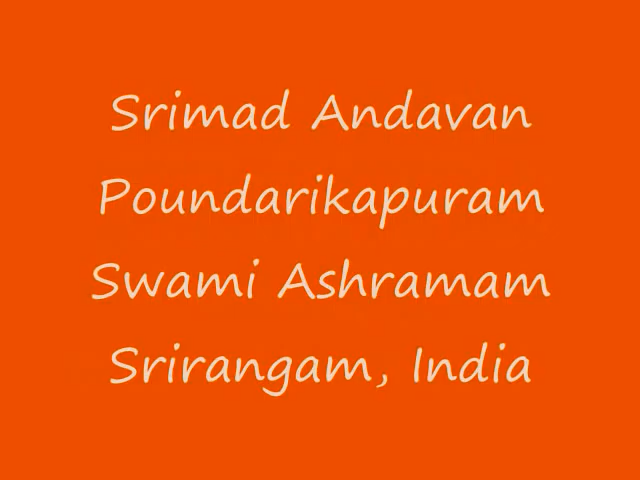 Srimad Andavan
Poundarikapuram
Swami Ashramam
Srirangam, India